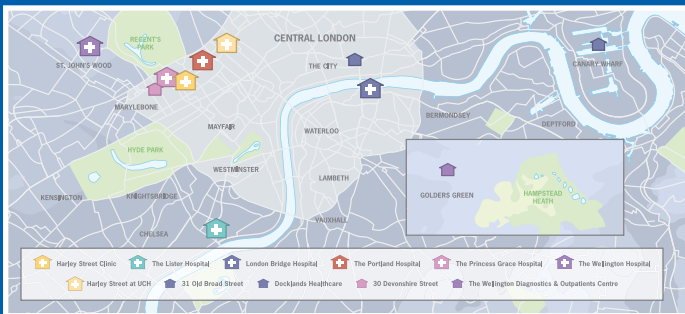 CENTRAL LONDON
REGENT'S
PARK
ST. JOHN'S WOOD
THE CITY
CANARY WHARF
MARYLEBONE
BERMONDSEY
DEPTFORD
MAYFAIR
WATERLOO
HYDE PARK
WESTMINSTER
LAMBETH
KENSINGTON
KNIGHTSBRIDGE
GOLDERS GREEN
HAMPSTEAD
HEATH
VAUXHALL
CHELSEA
Harley Street Clinic The Lister Hospital London Bridge Hospital The Portland Hospital The Princess Grace Hospital The Wellington Hospital
Harley Street at UCH 31 Old Broad Street Docklands Healthcare 30 Devonshire Street The Wellington Diagnostics & Outpatients Centre